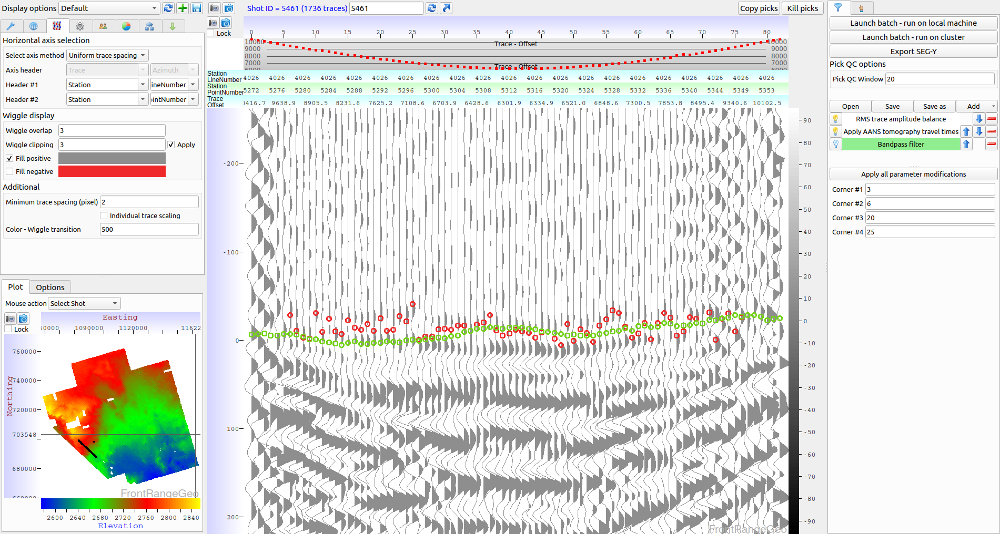 Display options Default
Shot ID = 5461 (1736 traces) 5461
Copy picks Kill picks
Lock
Horizontal axis selection
Select axis method Uniform trace spacing
Axis header Trace Azimuth
Header #1 Station ineNumber
Header #2 Station intNumber
Wiggle display
Wiggle overlap 3
Wiggle clipping 3 Apply
Fill positive
Fill negative
Additional
Minimum trace spacing (pixel) 2
Individual trace scaling
Color - Wiggle transition 500
Plot Options
Mouse action Select Shot
Lock
Easting
50000 1090000 1120000 11622
Northing
760000
740000
720000
703548
680000
660000
FrontRangeGeo
2600 2640 2680 2720 2760 2800 2840
Elevation
0 5 10 15 20 25 30 35 40 45 50 55 60 65 70 75 80
10000 Trace - Offset 10000
9000 9000
8000 8000
7000 7000
6000 Trace - Offset 6000
Station
LineNumber 4026 4026 4026 4026 4026 4026 4026 4026 4026 4026 4026 4026 4026 4026 4026 4026 4026
Station
PointNumber 5272 5276 5280 5284 5288 5292 5296 5300 5304 5308 5312 5316 5320 5324 5328 5332 5336 5340 5344 5349 5353
Trace
Offset 0416.7 9638.9 8905.5 8231.6 7625.2 7108.6 6703.9 6428.6 6301.9 6334.9 6521.0 6848.6 7300.5 7853.8 8495.4 9340.6 10102.5
-200
-100
0
100
200
FrontRangeGeo
90
80
70
60
50
40
30
20
10
0
-10
-20
-30
-40
-50
-60
-70
-80
-90
Launch batch - run on local machine
Launch batch - run on cluster
Export SEG-Y
Pick QC options
Pick QC Window 20
Open Save Save as Add
RMS trace amplitude balance
Apply AANS tomography travel times
Bandpass filter
Apply all parameter modifications
Corner #1 3
Corner #2 6
Corner #3 20
Corner #4 25